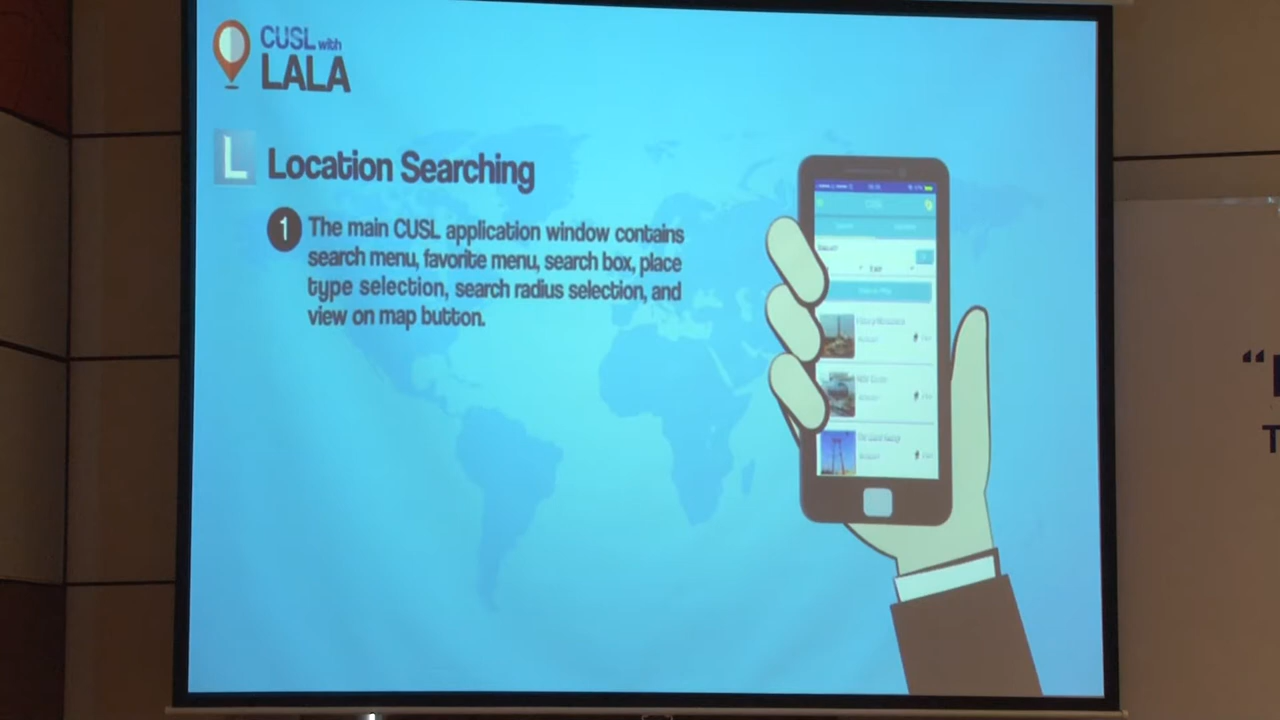 CUSL with
LALA
L Location Searching
1 The main CUSL application window contains
search menu, favorite menu, search box, place
type selection, search radius selection, and
view on map button.
“
T